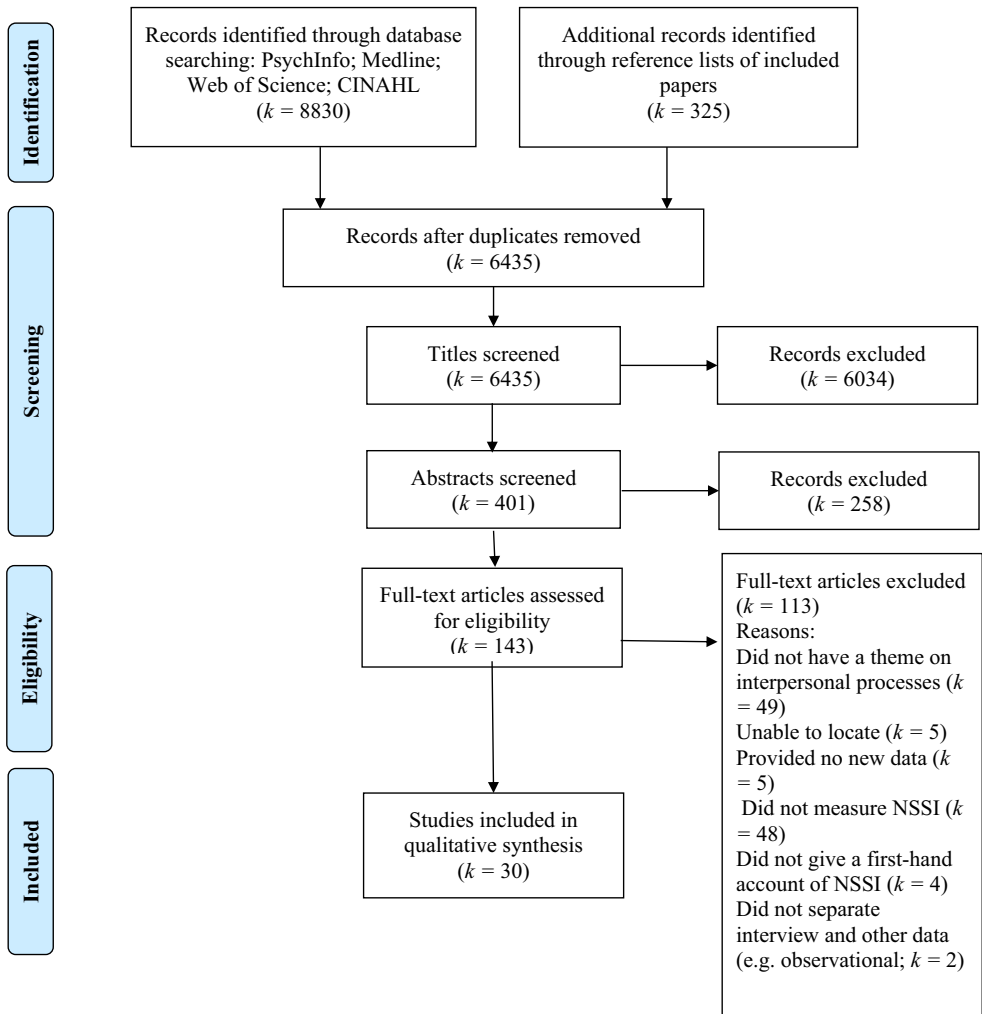 Identification
Records identified through database
searching: PsychInfo; Medline;
Web of Science; CINAHL
(k = 8830)
Additional records identified
through reference lists of included
papers
(k = 325)
Screening
Records after duplicates removed
(k = 6435)
Titles screened
(k = 6435)
Records excluded
(k = 6034)
Abstracts screened
(k = 401)
Records excluded
(k = 258)
Eligibility
Full-text articles assessed
for eligibility
(k = 143)
Full-text articles excluded
(k = 113)
Reasons:
Did not have a theme on
interpersonal processes (k
= 49)
Unable to locate (k = 5)
Provided no new data (k
= 5)
Did not measure NSSI (k
= 48)
Did not give a first-hand
account of NSSI (k = 4)
Did not separate
interview and other data
(e.g. observational; k = 2)
Included
Studies included in
qualitative synthesis
(k = 30)